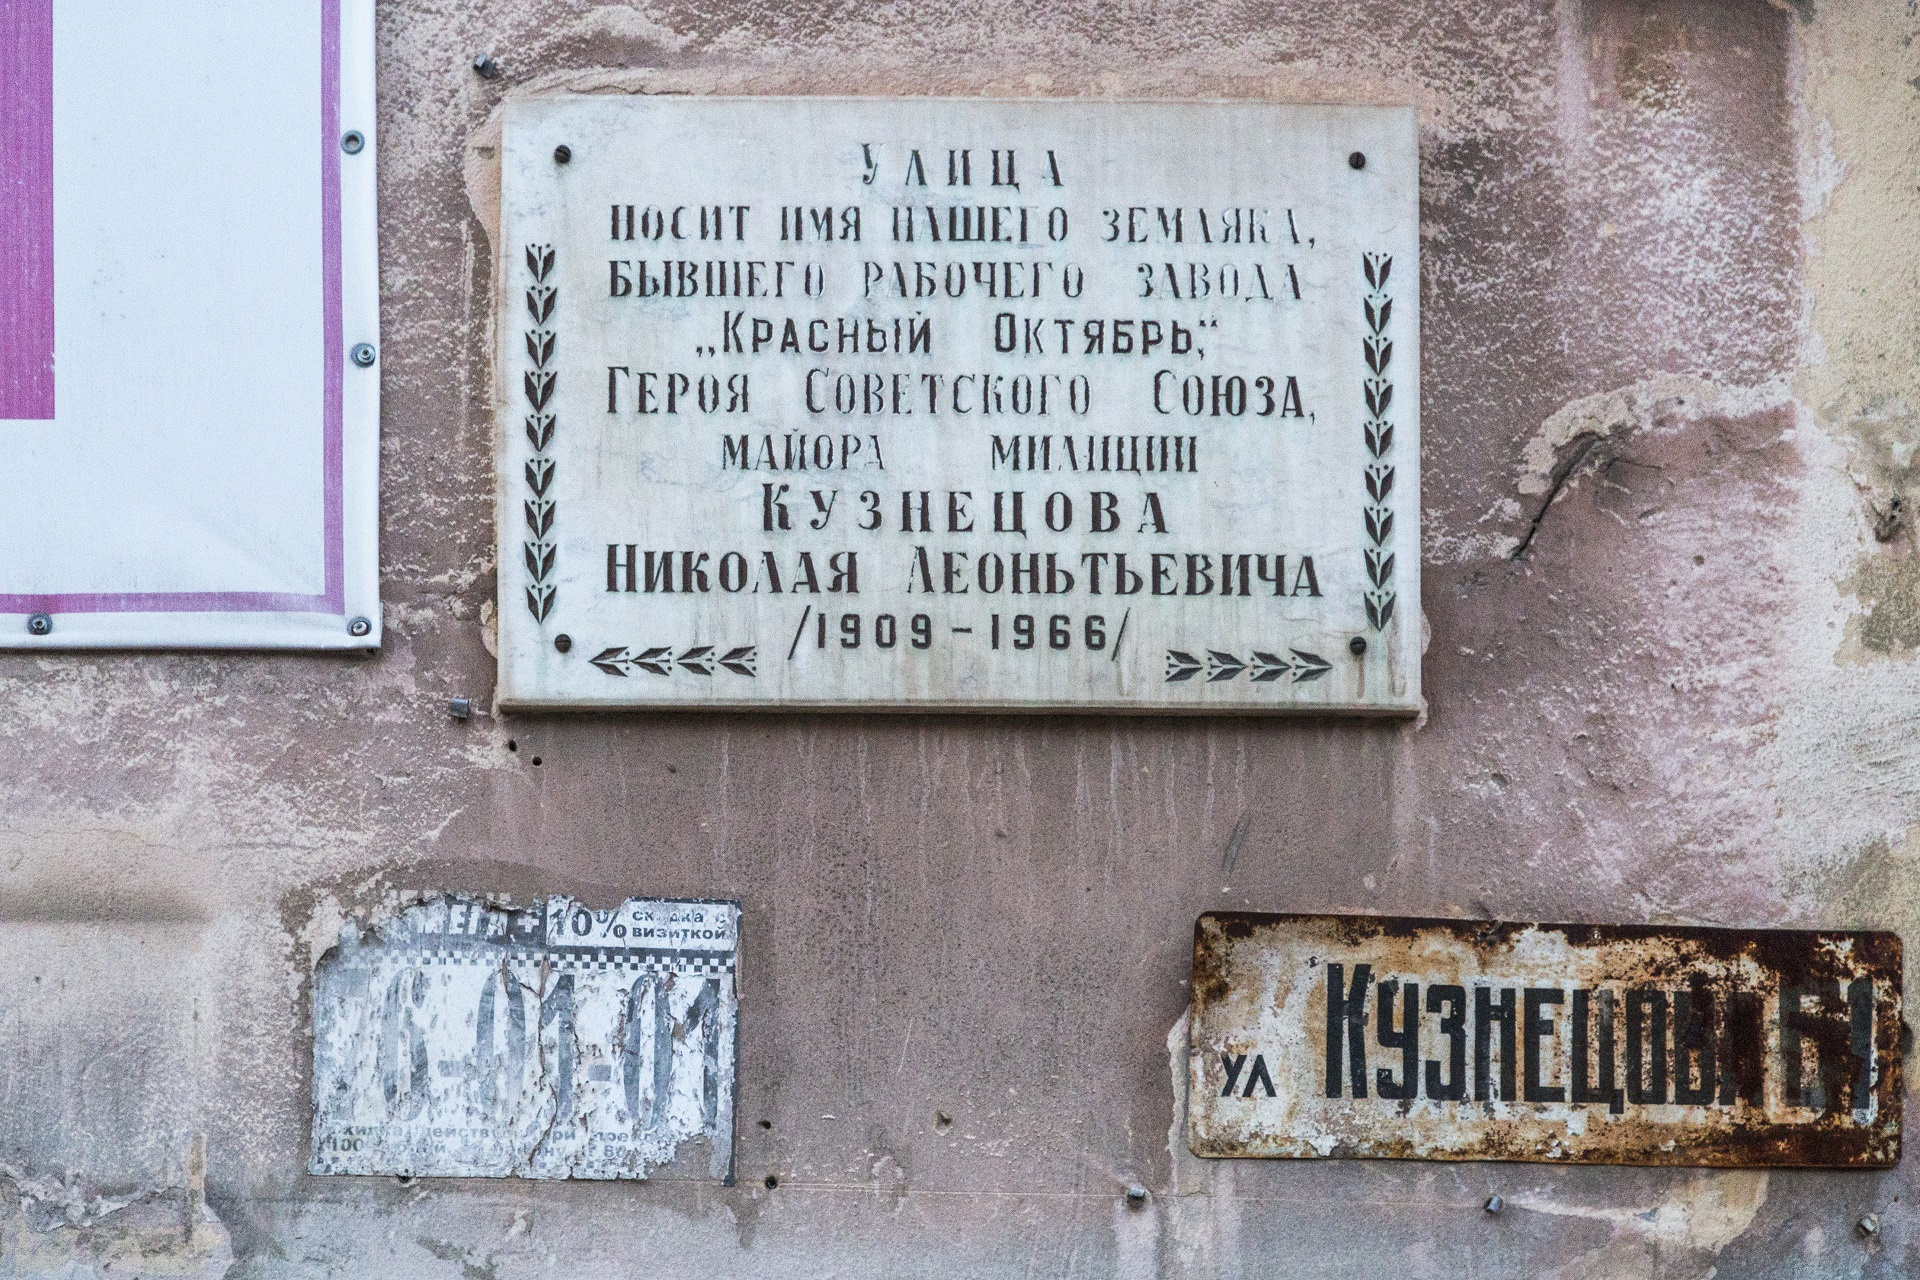 Улица
носит имя нашего земляка,
бывшего рабочего завода
„Красный Октябрь“,
Героя Советского Союза,
майора милиции
Кузнецова
Николая Леонтьевича
/1909-1966/
+10% скидка с
визиткой
6-01-01
ул Кузнецова 61